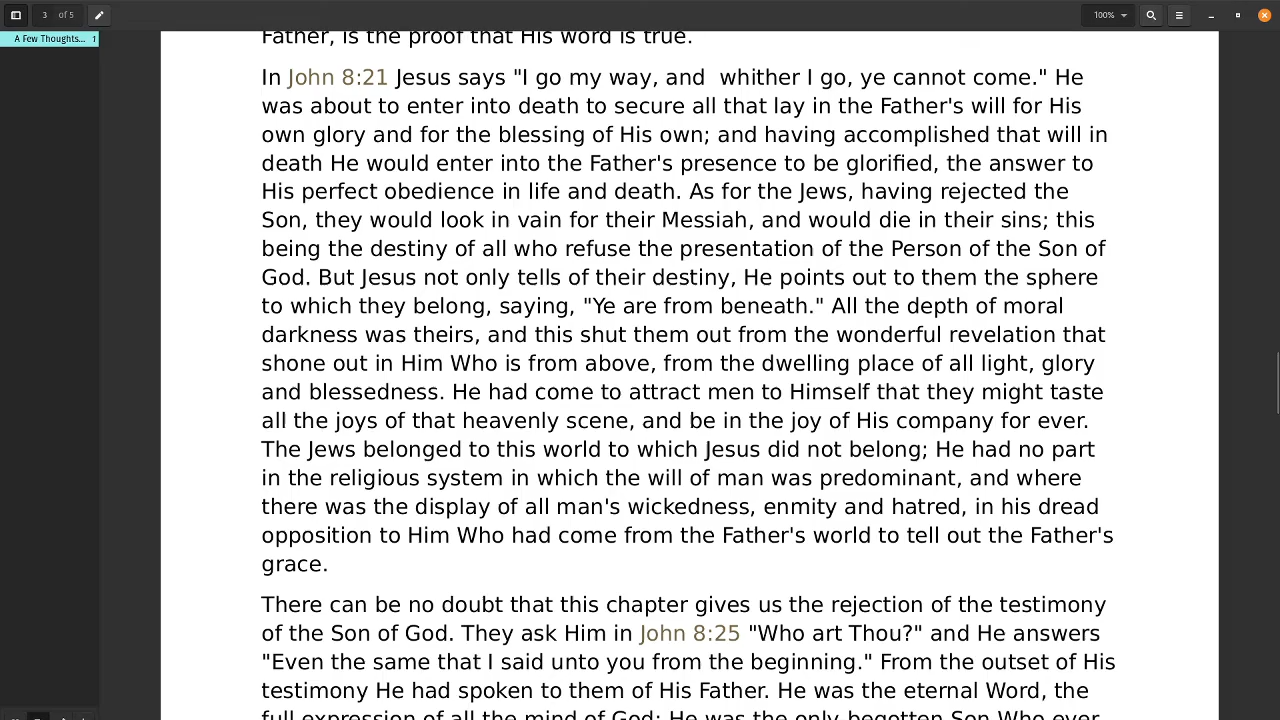 3 of 5
100%
A Few Thoughts... 1
Father, is the proof that His word is true.
In John 8:21 Jesus says "I go my way, and  whither I go, ye cannot come." He
was about to enter into death to secure all that lay in the Father's will for His
own glory and for the blessing of His own; and having accomplished that will in
death He would enter into the Father's presence to be glorified, the answer to
His perfect obedience in life and death. As for the Jews, having rejected the
Son, they would look in vain for their Messiah, and would die in their sins; this
being the destiny of all who refuse the presentation of the Person of the Son of
God. But Jesus not only tells of their destiny, He points out to them the sphere
to which they belong, saying, "Ye are from beneath." All the depth of moral
darkness was theirs, and this shut them out from the wonderful revelation that
shone out in Him Who is from above, from the dwelling place of all light, glory
and blessedness. He had come to attract men to Himself that they might taste
all the joys of that heavenly scene, and be in the joy of His company for ever.
The Jews belonged to this world to which Jesus did not belong; He had no part
in the religious system in which the will of man was predominant, and where
there was the display of all man's wickedness, enmity and hatred, in his dread
opposition to Him Who had come from the Father's world to tell out the Father's
grace.
There can be no doubt that this chapter gives us the rejection of the testimony
of the Son of God. They ask Him in John 8:25 "Who art Thou?" and He answers
"Even the same that I said unto you from the beginning." From the outset of His
testimony He had spoken to them of His Father. He was the eternal Word, the
full expression of all the mind of God; He was the only begotten Son Who ever